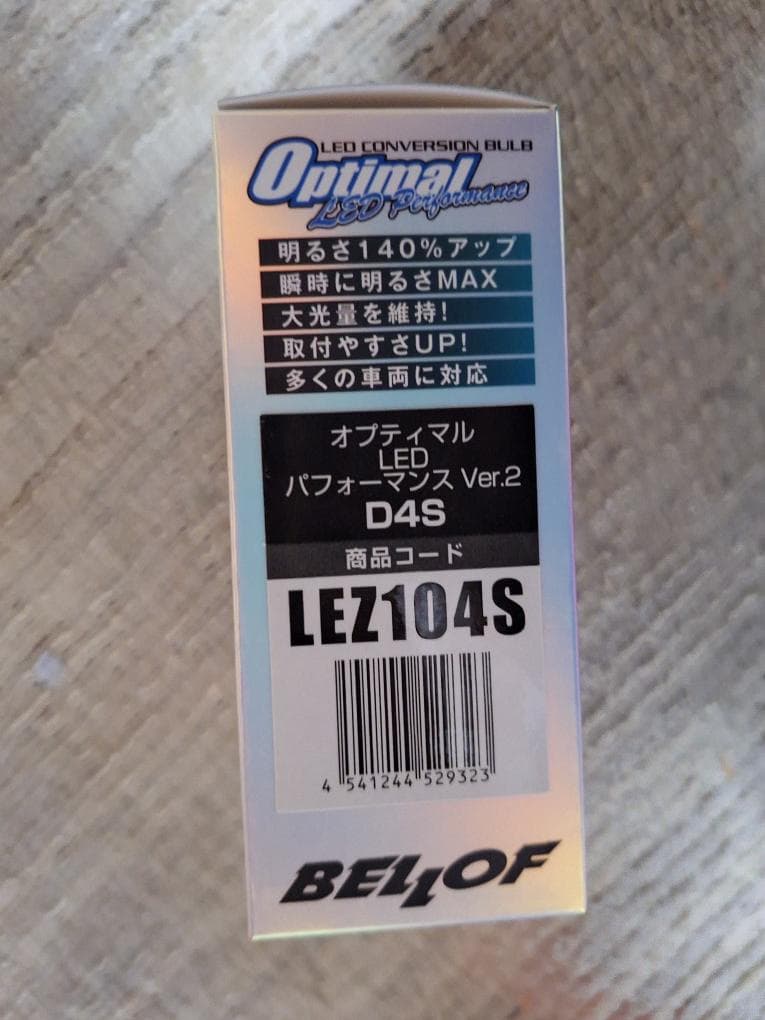 LED CONVERSION BULB
Optimal
LED Performance
明るさ140%アップ
瞬時に明るさMAX
大光量を維持!
取付やすさUP!
多くの車両に対応
オプティマル
LED
パフォーマンス Ver.2
D4S
商品コード
LEZ104S
4 541244 529323
BELLOF